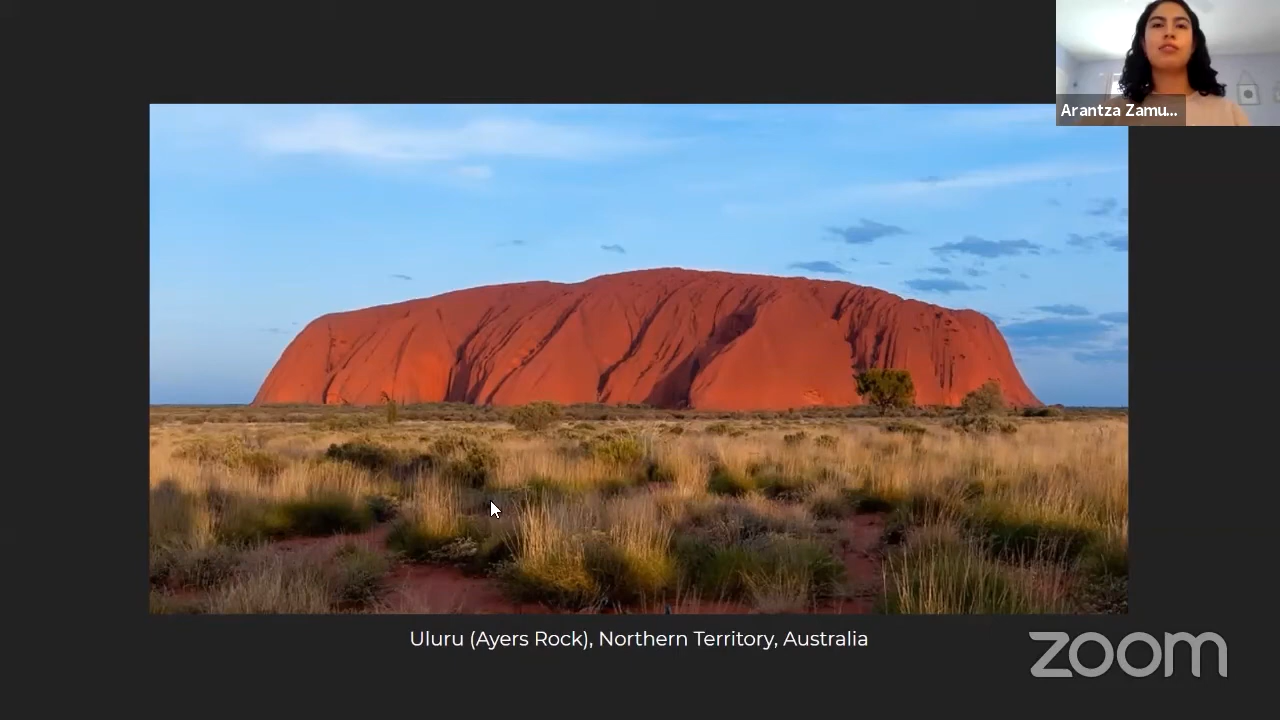 Arantza Zamu...
Uluru (Ayers Rock), Northern Territory, Australia
zoom